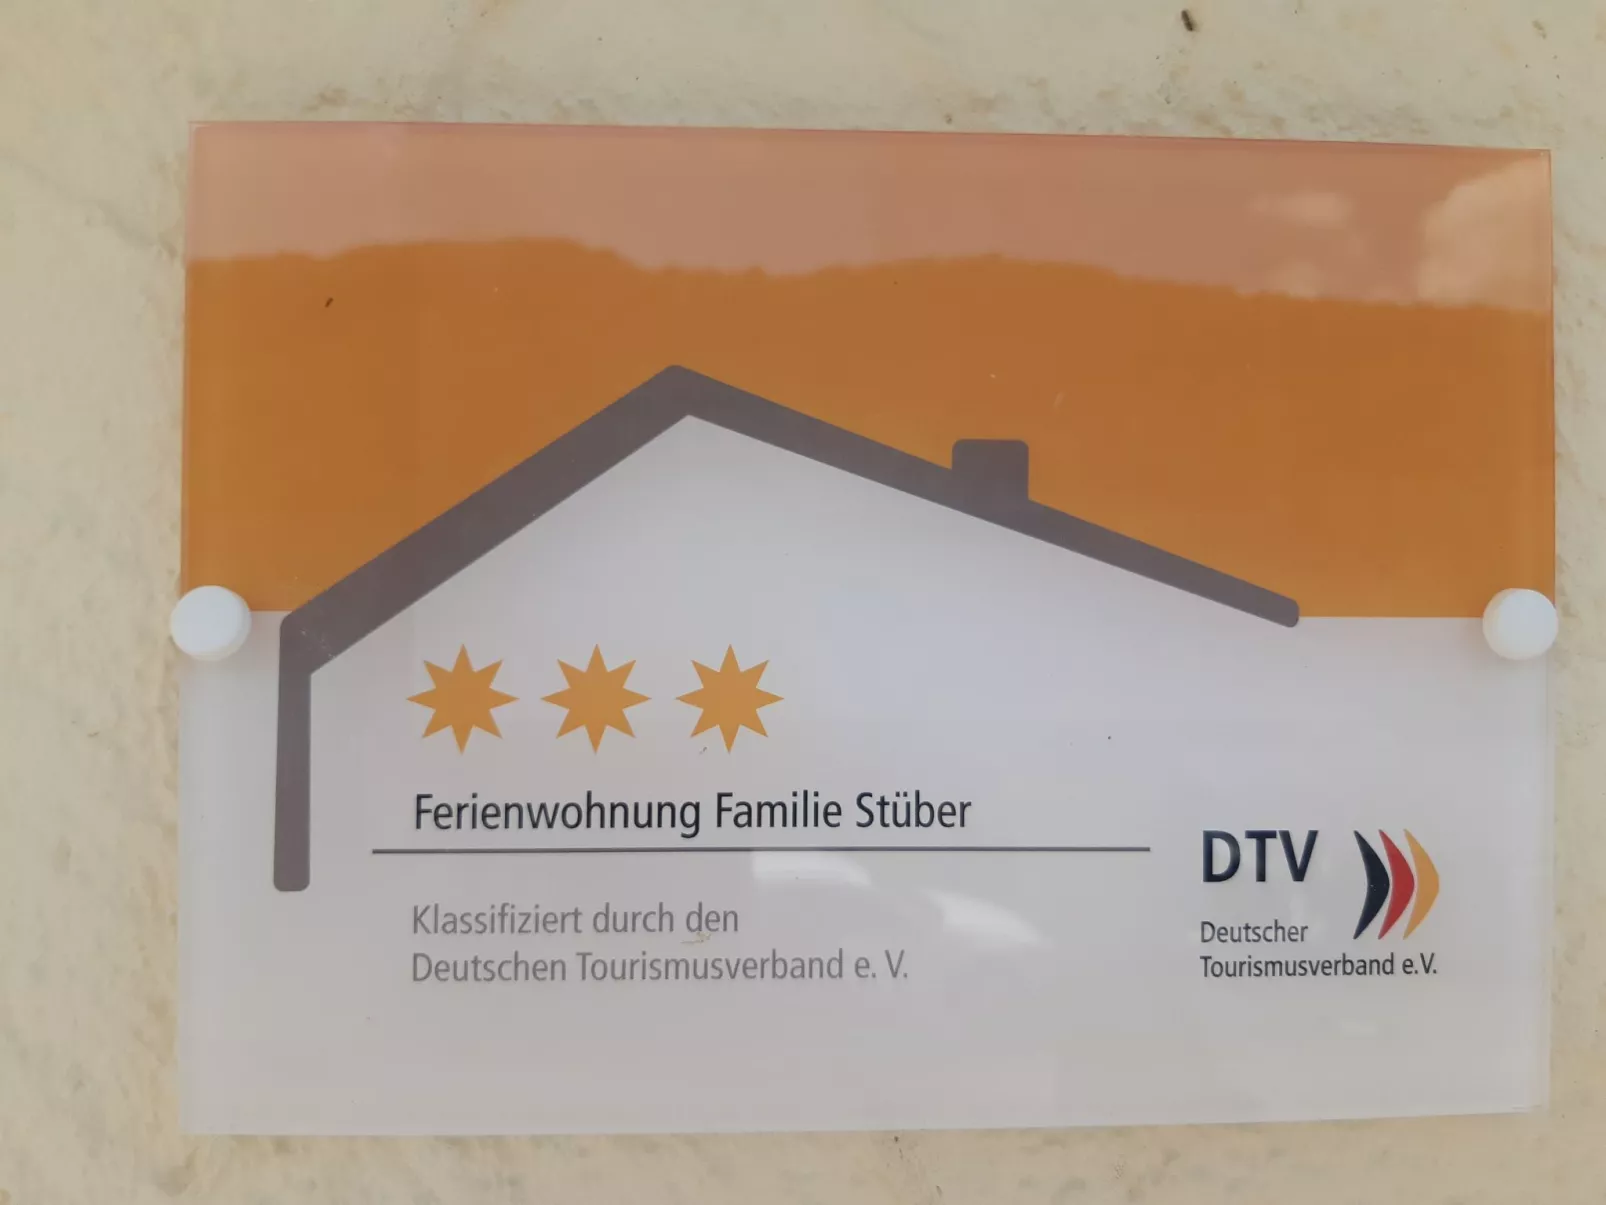 Ferienwohnung Familie Stüber
Klassifiziert durch den
Deutschen Tourismusverband e. V.
DTV
Deutscher
Tourismusverband e.V.